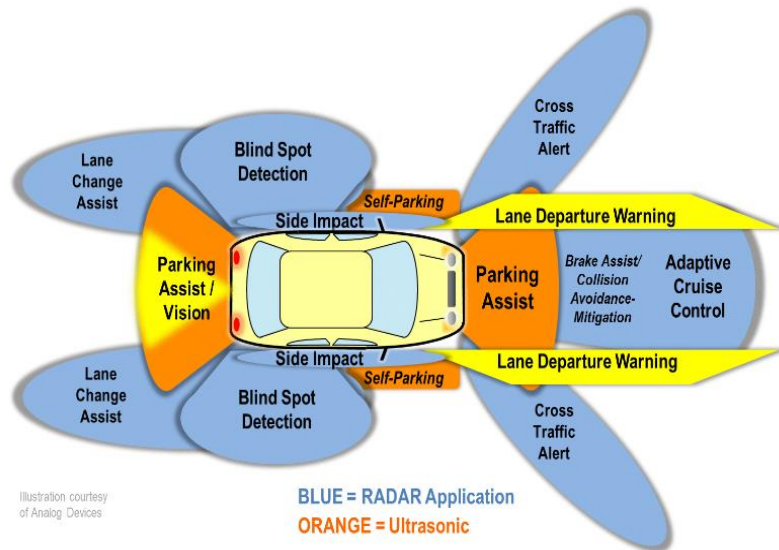 Cross
Traffic
Alert
Blind Spot
Detection
Lane
Change
Assist
Self-Parking
Side Impact
Lane Departure Warning
Parking
Assist /
Vision
Parking
Assist
Brake Assist/
Collision
Avoidance-
Mitigation
Adaptive
Cruise
Control
Side Impact
Lane Departure Warning
Self-Parking
Lane
Change
Assist
Blind Spot
Detection
Cross
Traffic
Alert
Illustration courtesy
of Analog Devices
BLUE = RADAR Application
ORANGE = Ultrasonic